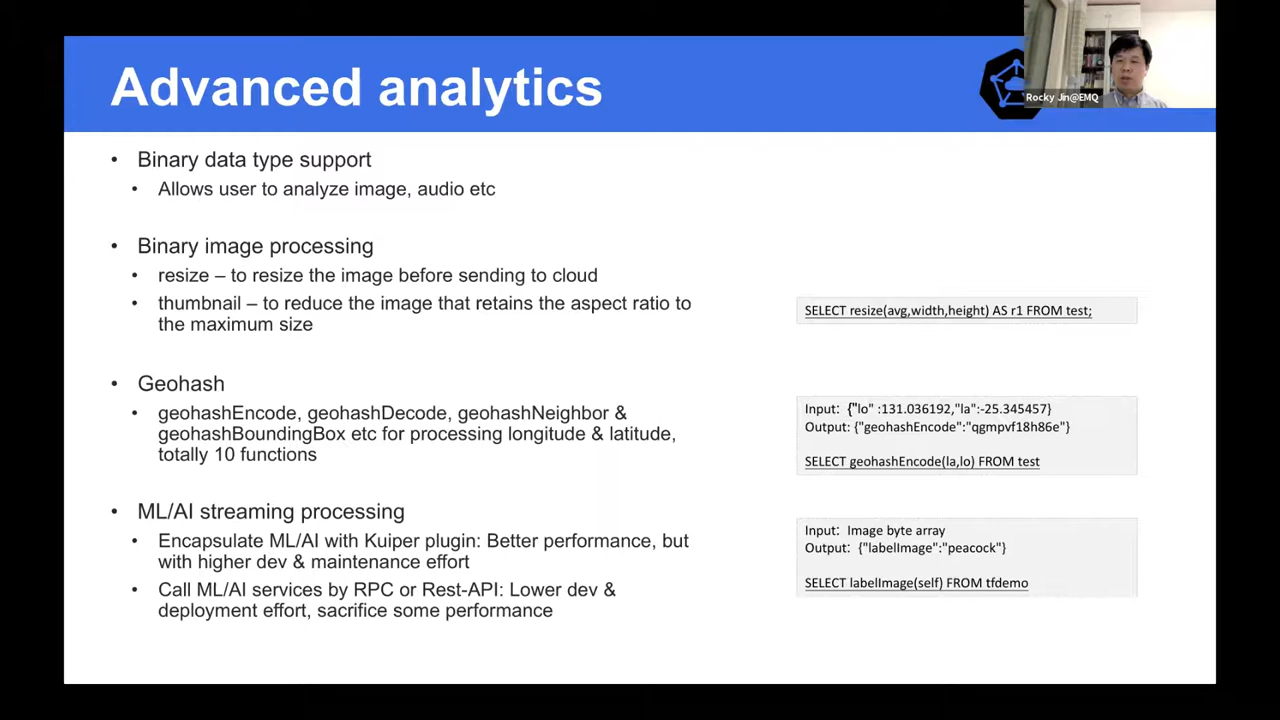 Advanced analytics
Rocky Jin@EMQ
• Binary data type support
• Allows user to analyze image, audio etc
• Binary image processing
• resize – to resize the image before sending to cloud
• thumbnail – to reduce the image that retains the aspect ratio to
the maximum size
SELECT resize(avg,width,height) AS r1 FROM test;
• Geohash
• geohashEncode, geohashDecode, geohashNeighbor &
geohashBoundingBox etc for processing longitude & latitude,
totally 10 functions
Input: {"lo" :131.036192,"la":-25.345457}
Output: {"geohashEncode":"qgmpvf18h86e"}
SELECT geohashEncode(la,lo) FROM test
• ML/AI streaming processing
• Encapsulate ML/AI with Kuiper plugin: Better performance, but
with higher dev & maintenance effort
• Call ML/AI services by RPC or Rest-API: Lower dev &
deployment effort, sacrifice some performance
Input: Image byte array
Output: {"labelImage":"peacock"}
SELECT labelImage(self) FROM tfdemo